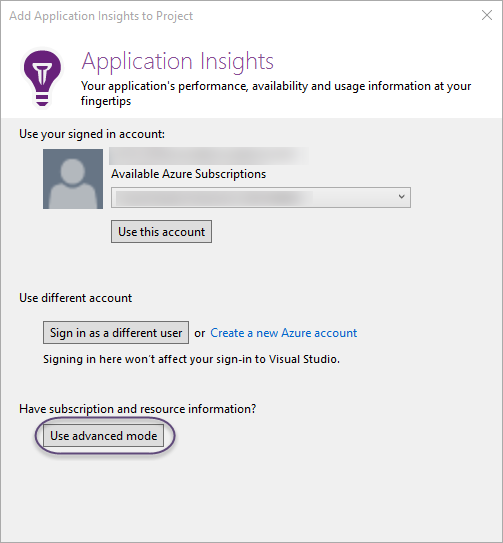 Add Application Insights to Project
Application Insights
Your application's performance, availability and usage information at your
fingertips
Use your signed in account:
Available Azure Subscriptions
Use this account
Use different account
Sign in as a different user or Create a new Azure account
Signing in here won't affect your sign-in to Visual Studio.
Have subscription and resource information?
Use advanced mode